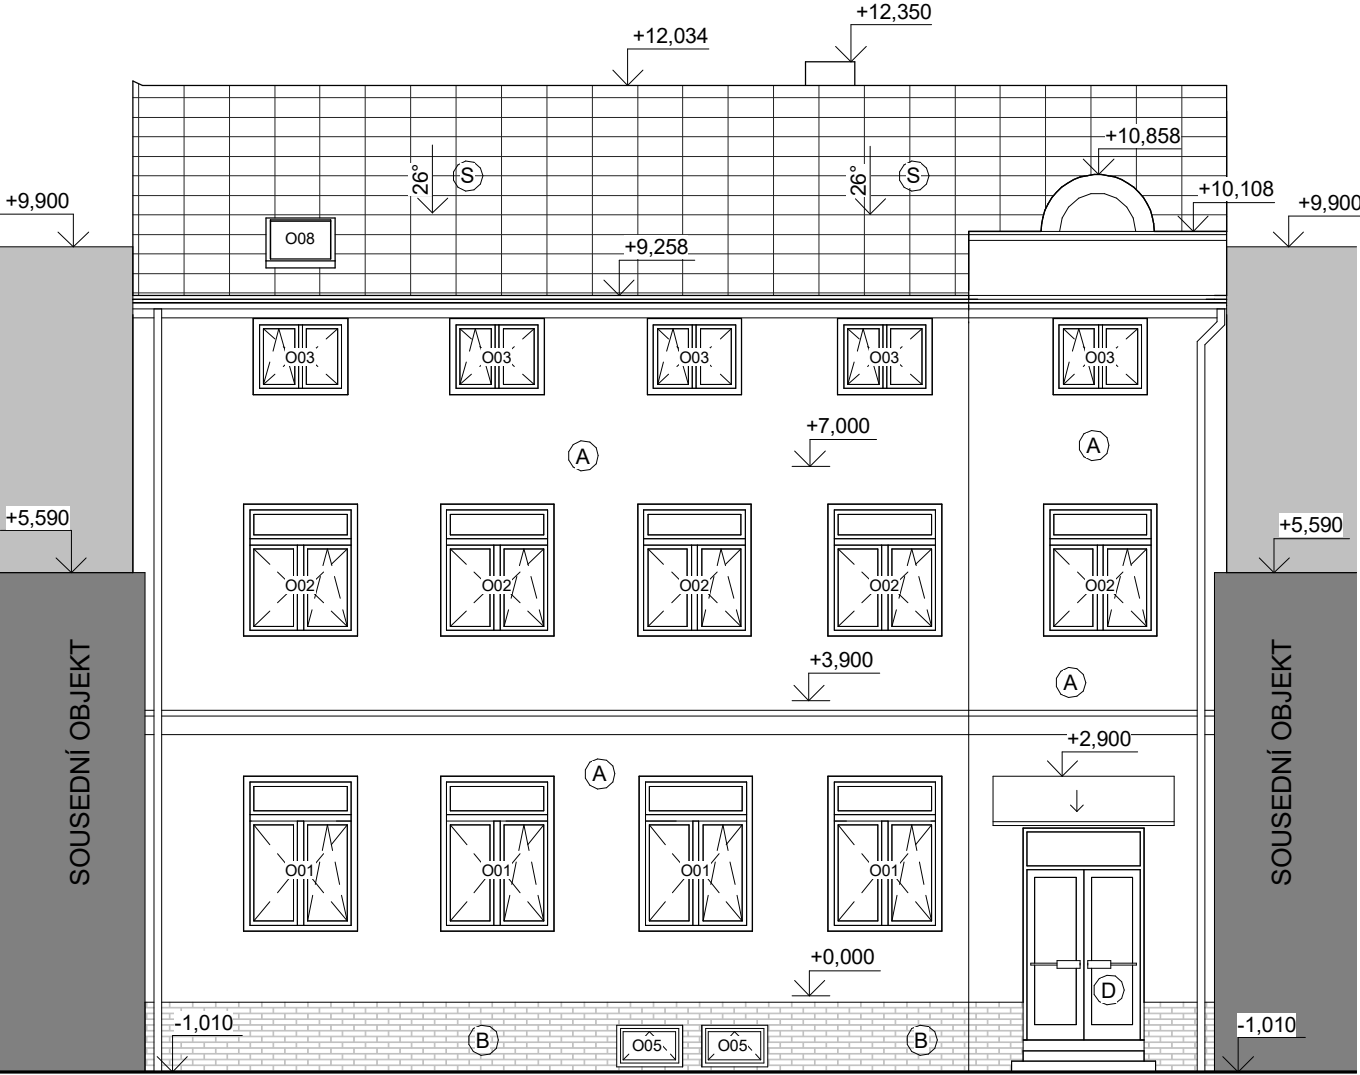 +12,350
+12,034
+10,858
26° S 26° S
+10,108
+9,900 +9,900
O08
+9,258
O03 O03 O03 O03 O03
+7,000
A A
+5,590 +5,590
O02 O02 O02 O02 O02
+3,900
A
+2,900
A
SOUSEDNÍ OBJEKT SOUSEDNÍ OBJEKT
O01 O01 O01 O01
+0,000
D
-1,010 -1,010
B O05 O05 B